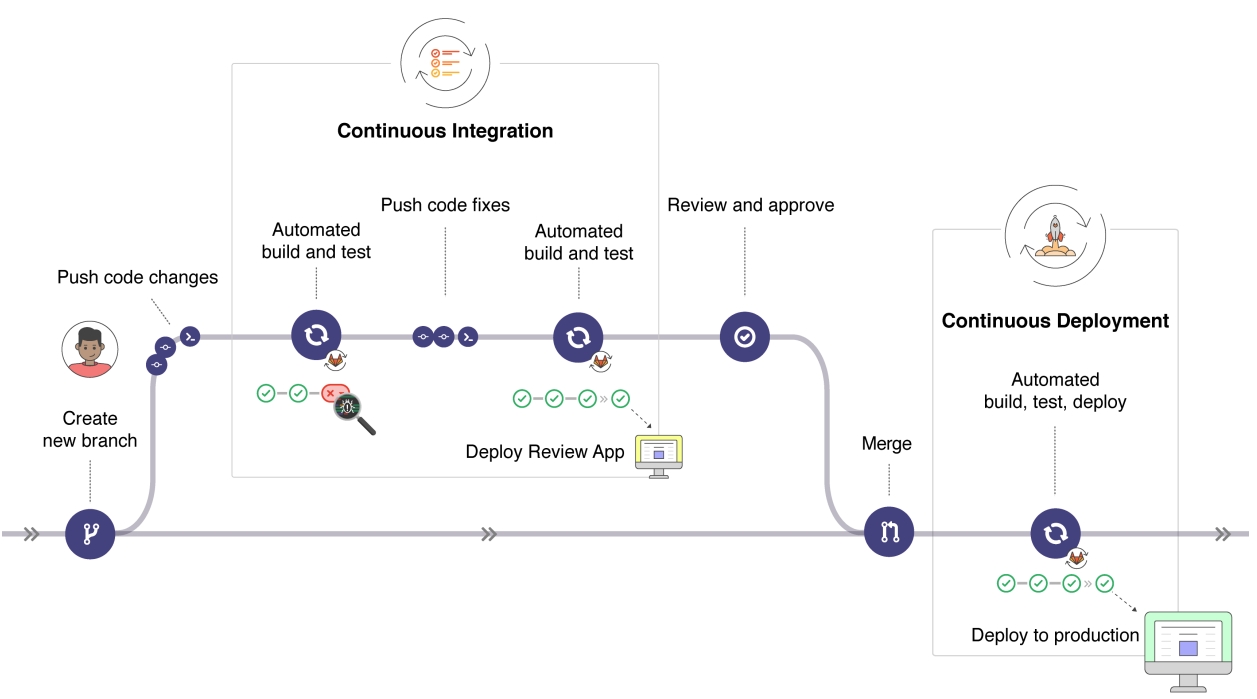 Continuous Integration
Push code fixes
Review and approve
Automated
build and test
Automated
build and test
Push code changes
Continuous Deployment
Automated
build, test, deploy
Create
new branch
Merge
Deploy Review App
Deploy to production